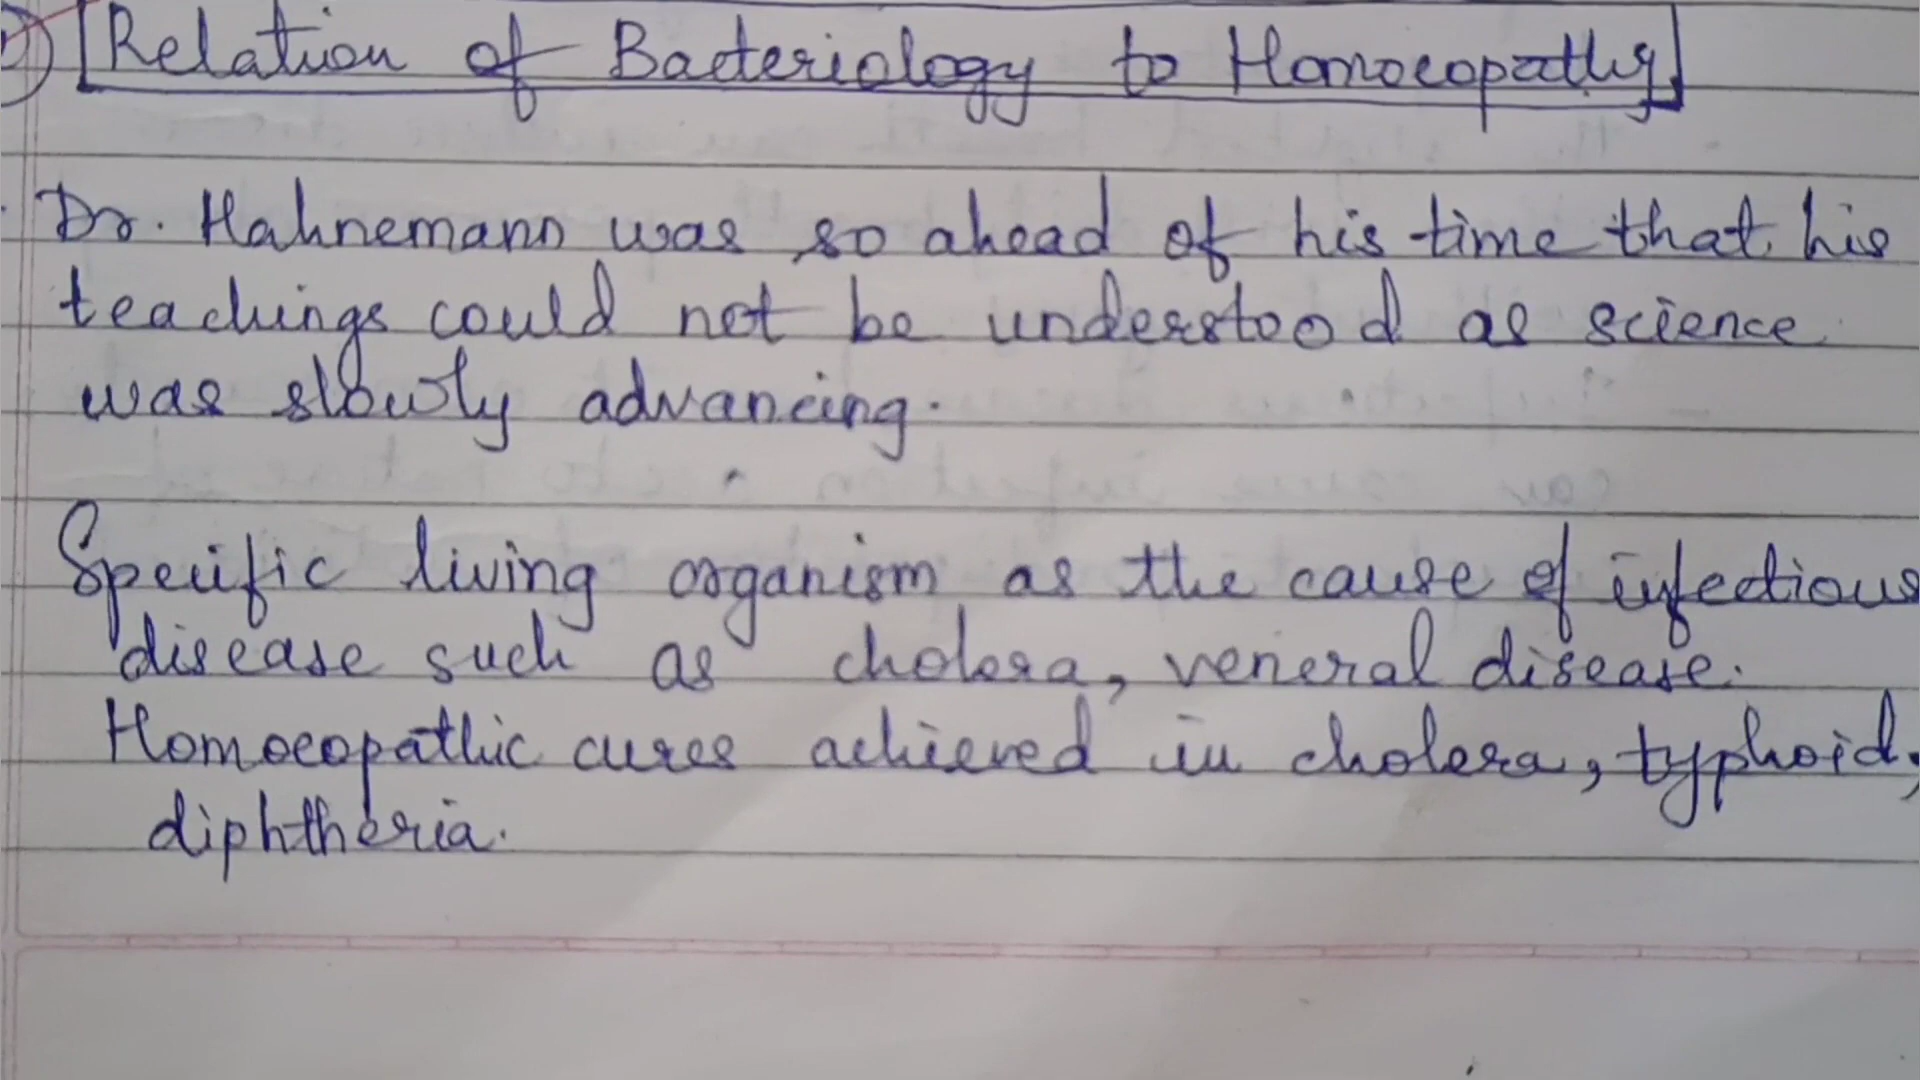 Relation of Bacteriology to Homoeopathy
Dr. Hahnemann was so ahead of his time that his
teachings could not be understood as science
was slowly advancing.
Specific living organism as the cause of infectious
disease such as cholera, veneral disease.
Homoeopathic cures achieved in cholera, typhoid,
diphtheria.